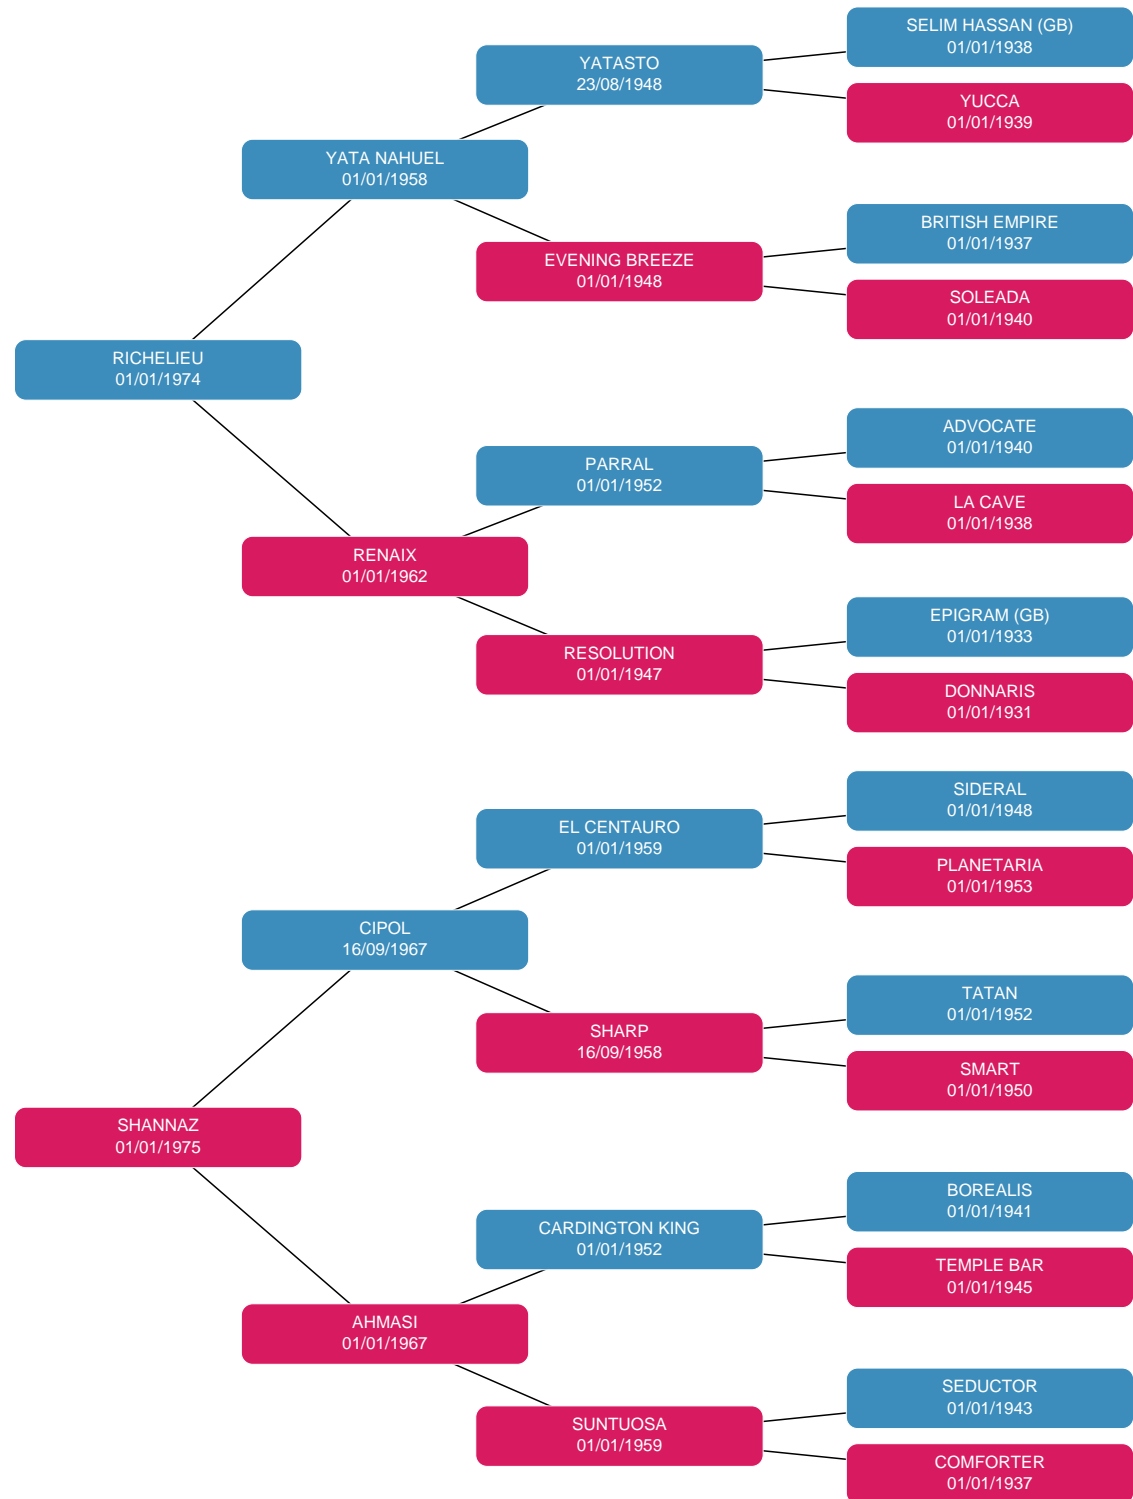 SELIM HASSAN (GB)
01/01/1938
YATASTO
23/08/1948
YUCCA
01/01/1939
YATA NAHUEL
01/01/1958
BRITISH EMPIRE
01/01/1937
EVENING BREEZE
01/01/1948
SOLEADA
01/01/1940
RICHELIEU
01/01/1974
ADVOCATE
01/01/1940
PARRAL
01/01/1952
LA CAVE
01/01/1938
RENAIX
01/01/1962
EPIGRAM (GB)
01/01/1933
RESOLUTION
01/01/1947
DONNARIS
01/01/1931
SIDERAL
01/01/1948
EL CENTAURO
01/01/1959
PLANETARIA
01/01/1953
CIPOL
16/09/1967
TATAN
01/01/1952
SHARP
16/09/1958
SMART
01/01/1950
SHANNAZ
01/01/1975
BOREALIS
01/01/1941
CARDINGTON KING
01/01/1952
TEMPLE BAR
01/01/1945
AHMASI
01/01/1967
SEDUCTOR
01/01/1943
SUNTUOSA
01/01/1959
COMFORTER
01/01/1937